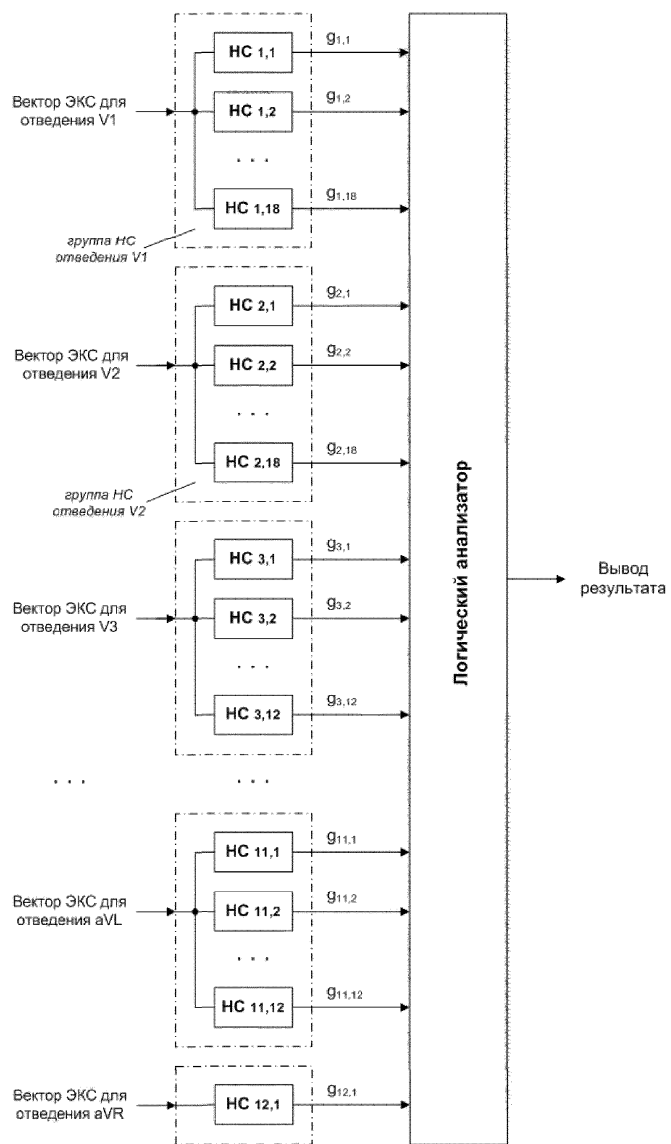 НС 1,1
g1,1
Вектор ЭКС для
отведения V1
НС 1,2
g1,2
. . .
НС 1,18
g1,18
группа НС
отведения V1
НС 2,1
g2,1
Вектор ЭКС для
отведения V2
НС 2,2
g2,2
. . .
НС 2,18
g2,18
группа НС
отведения V2
НС 3,1
g3,1
Вектор ЭКС для
отведения V3
НС 3,2
g3,2
. . .
НС 3,12
g3,12
. . .
. . .
НС 11,1
g11,1
Вектор ЭКС для
отведения aVL
НС 11,2
g11,2
. . .
НС 11,12
g11,12
Вектор ЭКС для
отведения aVR
НС 12,1
g12,1
Логический анализатор
Вывод
результата